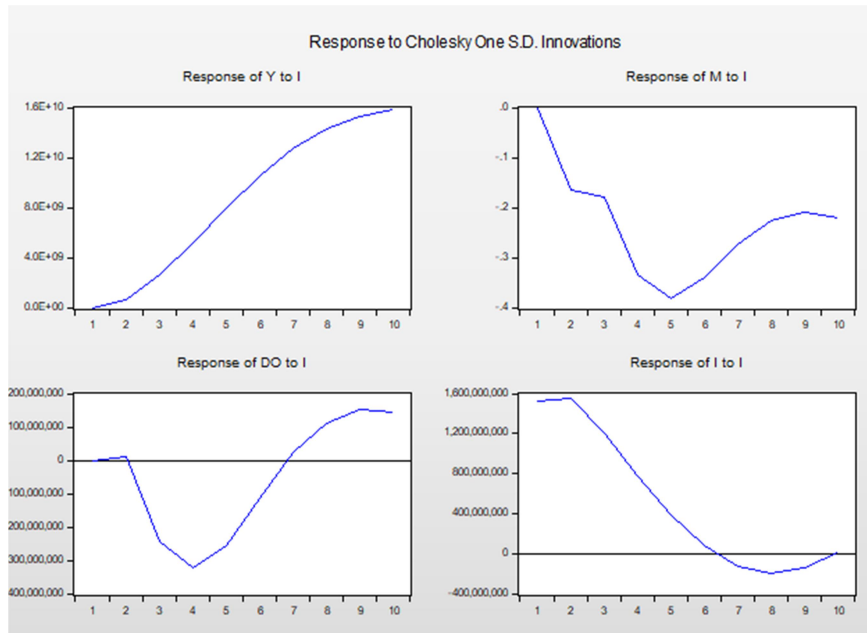 Response to Cholesky One S.D. Innovations
Response of Y to I
1.6E+10
1.2E+10
8.0E+09
4.0E+09
0.0E+00
1 2 3 4 5 6 7 8 9 10
Response of M to I
.0
-.1
-.2
-.3
-.4
1 2 3 4 5 6 7 8 9 10
Response of DO to I
200,000,000
100,000,000
0
100,000,000
200,000,000
300,000,000
400,000,000
1 2 3 4 5 6 7 8 9 10
Response of I to I
1,600,000,000
1,200,000,000
800,000,000
400,000,000
0
-400,000,000
1 2 3 4 5 6 7 8 9 10